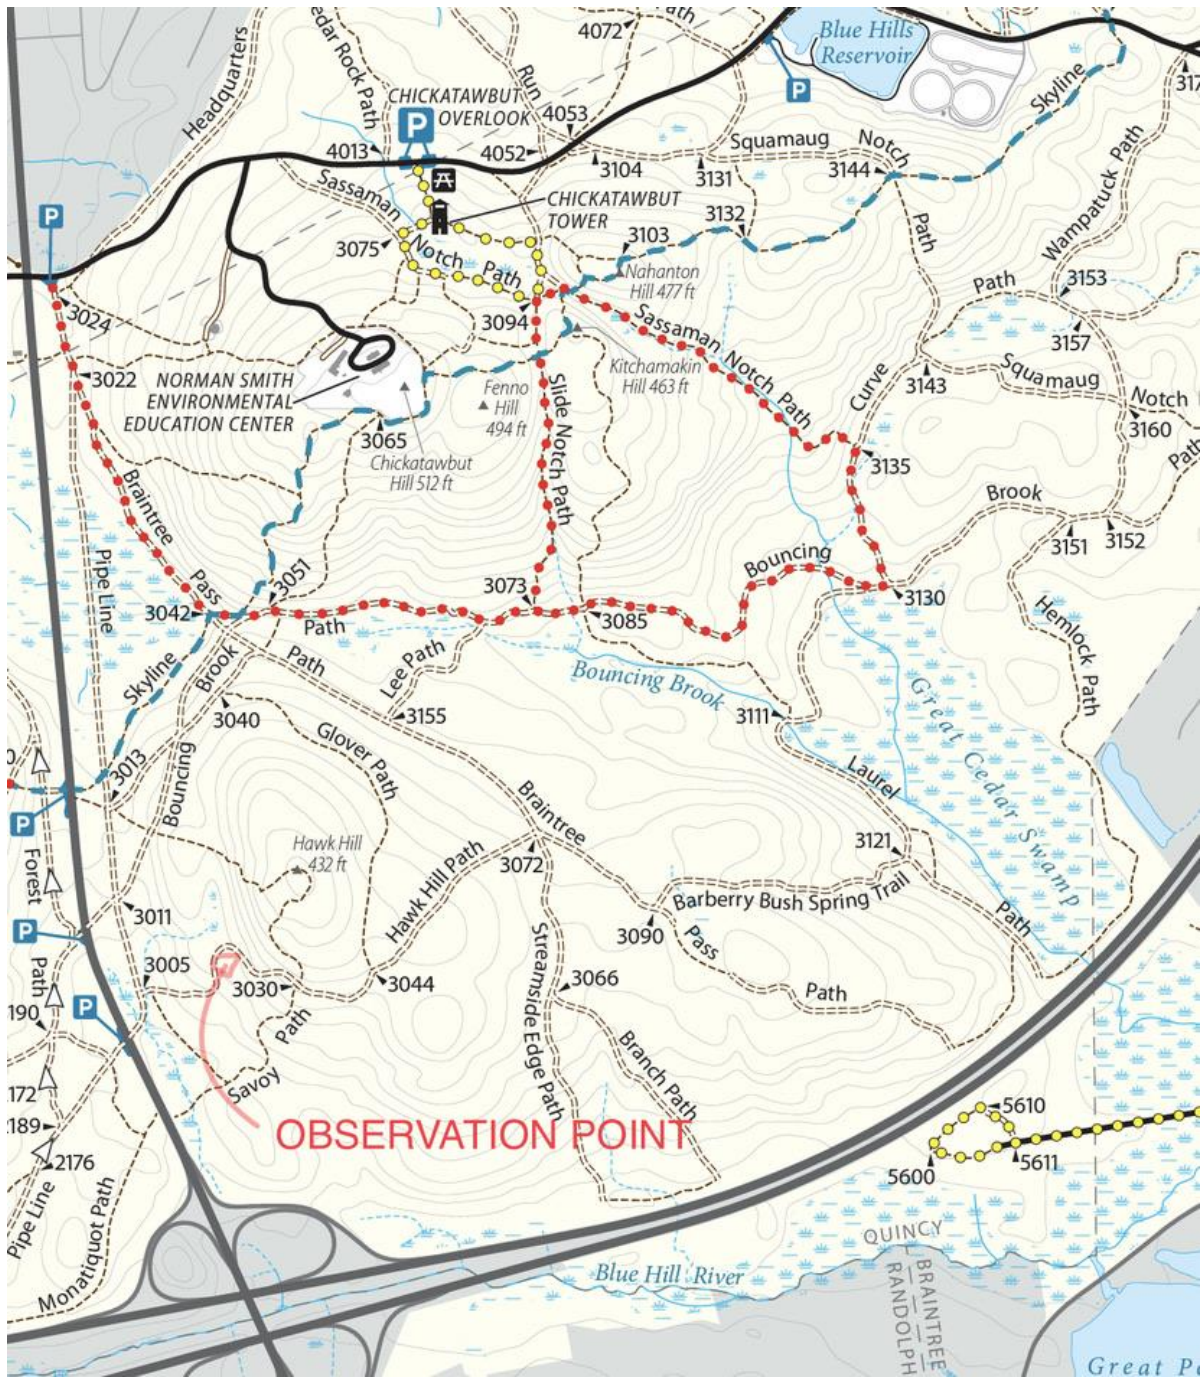 4072
Path
Blue Hills
Reservoir
edar Rock Path
Run
Headquarters
P
Skyline
317
CHICKATAWBUT
OVERLOOK
P
4053
4013
4052
3104
Squamaug
Notch
3131
3144
Sassaman
Notch Path
CHICKATAWBUT
TOWER
P
3075
3132
3103
Path
Wampatuck Path
Nahanton
Hill 477 ft
Path
3153
3024
3094
Sassaman Notch Path
3157
3022
NORMAN SMITH
ENVIRONMENTAL
EDUCATION CENTER
Fenno
Hill
494 ft
Kitchamakin
Hill 463 ft
3143
Squamaug
Notch
Curve
3160
Path
3065
Slide Notch Path
3135
Chickatawbut
Hill 512 ft
Braintree
Pass
Brook
Pipe Line
3151
3152
3051
Bouncing
3073
3130
3042
Path
3085
Hemlock Path
Skyline
Brook
Path
Lee Path
Bouncing Brook
3040
3155
3111
Great Cedar Swamp
Glover Path
3013
Bouncing
Laurel
P
Braintree
Forest
Hawk Hill
432 ft
3072
3121
Hawk Hill Path
Barberry Bush Spring Trail
3011
P
3090
Pass
Path
Path
3005
3030
3044
Streamside Edge Path
3066
Path
P
190
Path
Branch Path
172
Savoy
189
OBSERVATION POINT
5610
2176
5600
5611
Pipe Line
Monatiquot Path
QUINCY
BRAINTREE
RANDOLPH
Blue Hill River
Great